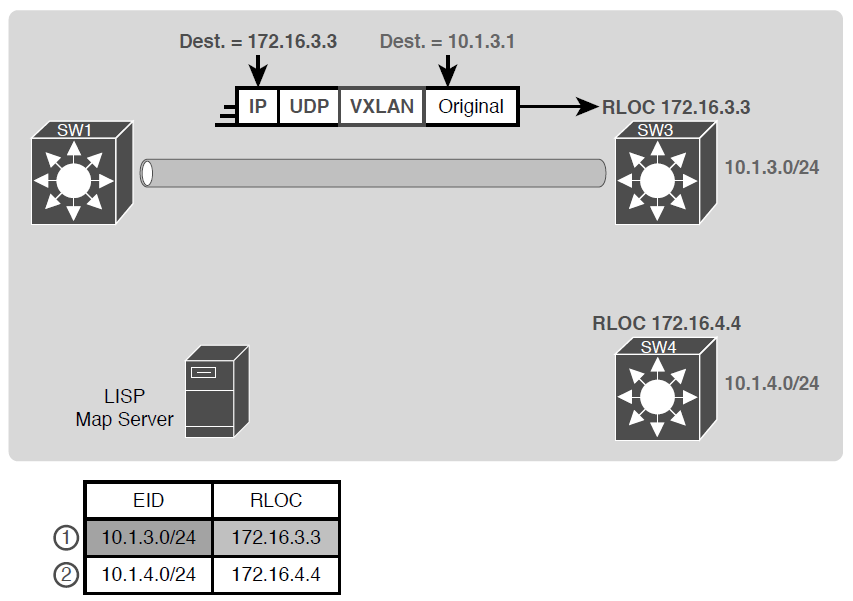 Dest. = 172.16.3.3
Dest. = 10.1.3.1
IP UDP VXLAN Original
RLOC 172.16.3.3
SW1
SW3
10.1.3.0/24
RLOC 172.16.4.4
SW4
10.1.4.0/24
LISP
Map Server
EID RLOC
1 10.1.3.0/24 172.16.3.3
2 10.1.4.0/24 172.16.4.4